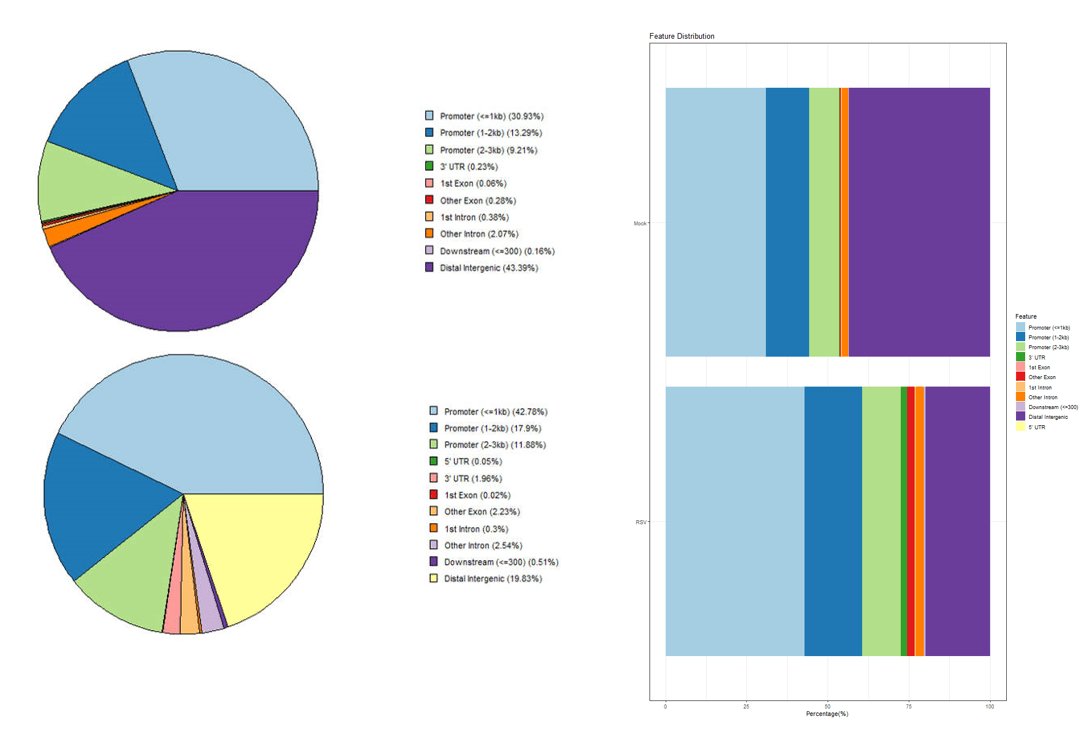 Promoter (<=1kb) (30.93%)
Promoter (1-2kb) (13.29%)
Promoter (2-3kb) (9.21%)
3' UTR (0.23%)
1st Exon (0.06%)
Other Exon (0.28%)
1st Intron (0.38%)
Other Intron (2.07%)
Downstream (<=300) (0.16%)
Distal Intergenic (43.39%)
Promoter (<=1kb) (42.78%)
Promoter (1-2kb) (17.9%)
Promoter (2-3kb) (11.88%)
5' UTR (0.05%)
3' UTR (1.96%)
1st Exon (0.02%)
Other Exon (2.23%)
1st Intron (0.3%)
Other Intron (2.54%)
Downstream (<=300) (0.51%)
Distal Intergenic (19.83%)
Feature Distribution
Mock
RSV
0 25 50 75 100
Percentage(%)
Feature
Promoter (<=1kb)
Promoter (1-2kb)
Promoter (2-3kb)
3' UTR
1st Exon
Other Exon
1st Intron
Other Intron
Downstream (<=300)
Distal Intergenic
5' UTR